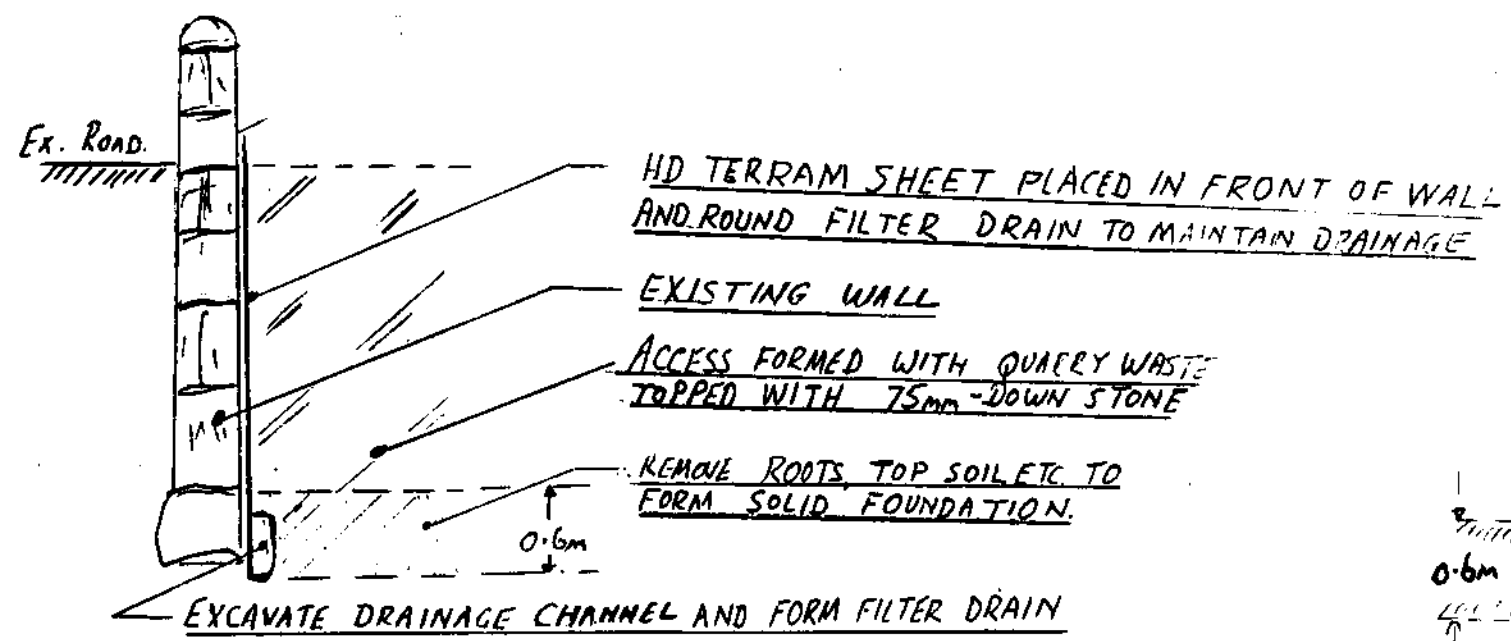 Ex. ROAD.
HD TERRAM SHEET PLACED IN FRONT OF WALL
AND ROUND FILTER DRAIN TO MAINTAIN DRAINAGE
EXISTING WALL
ACCESS FORMED WITH QUARRY WASTE
TOPPED WITH 75mm-DOWN STONE
REMOVE ROOTS, TOP SOIL ETC TO
FORM SOLID FOUNDATION.
0.6m
0.6m
EXCAVATE DRAINAGE CHANNEL AND FORM FILTER DRAIN